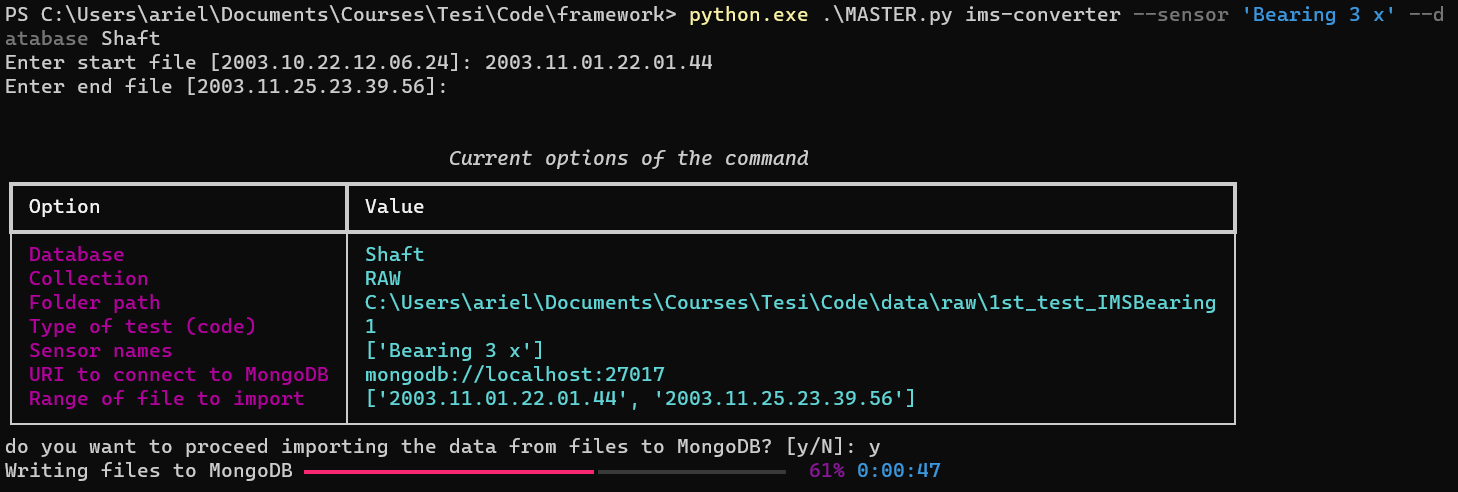 PS C:\Users\ariel\Documents\Courses\Tesi\Code\framework> python.exe .\MASTER.py ims-converter --sensor 'Bearing 3 x' --d
atabase Shaft
Enter start file [2003.10.22.12.06.24]: 2003.11.01.22.01.44
Enter end file [2003.11.25.23.39.56]:
Current options of the command
Option Value
Database Shaft
Collection RAW
Folder path C:\Users\ariel\Documents\Courses\Tesi\Code\data\raw\1st_test_IMSBearing
Type of test (code) 1
Sensor names ['Bearing 3 x']
URI to connect to MongoDB mongodb://localhost:27017
Range of file to import ['2003.11.01.22.01.44', '2003.11.25.23.39.56']
do you want to proceed importing the data from files to MongoDB? [y/N]: y
Writing files to MongoDB 61% 0:00:47